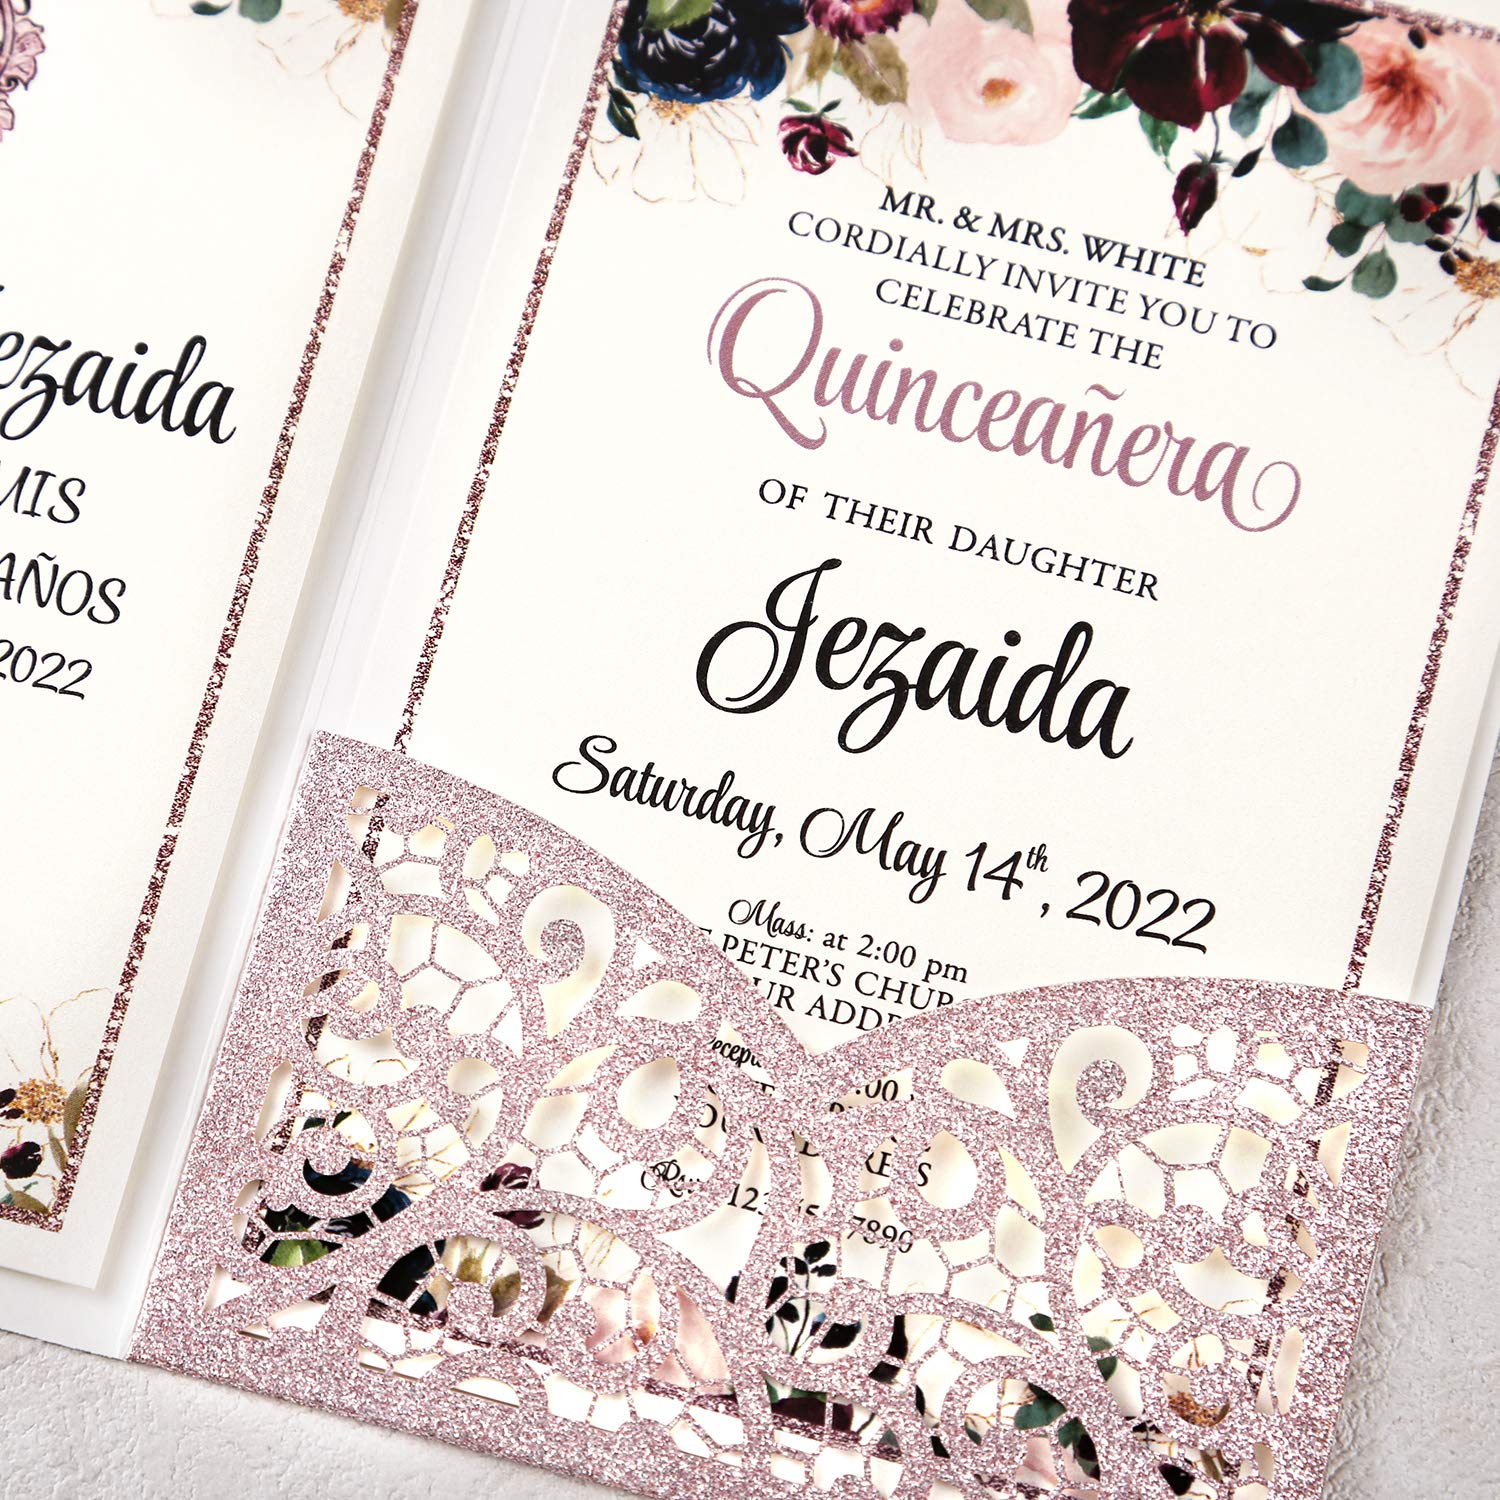 MIS
AÑOS
2022
MR. & MRS. WHITE
CORDIALLY INVITE YOU TO
CELEBRATE THE
Quinceañera
OF THEIR DAUGHTER
Jezaida
Saturday, May 14th, 2022
Mass: at 2:00 pm
PETER'S